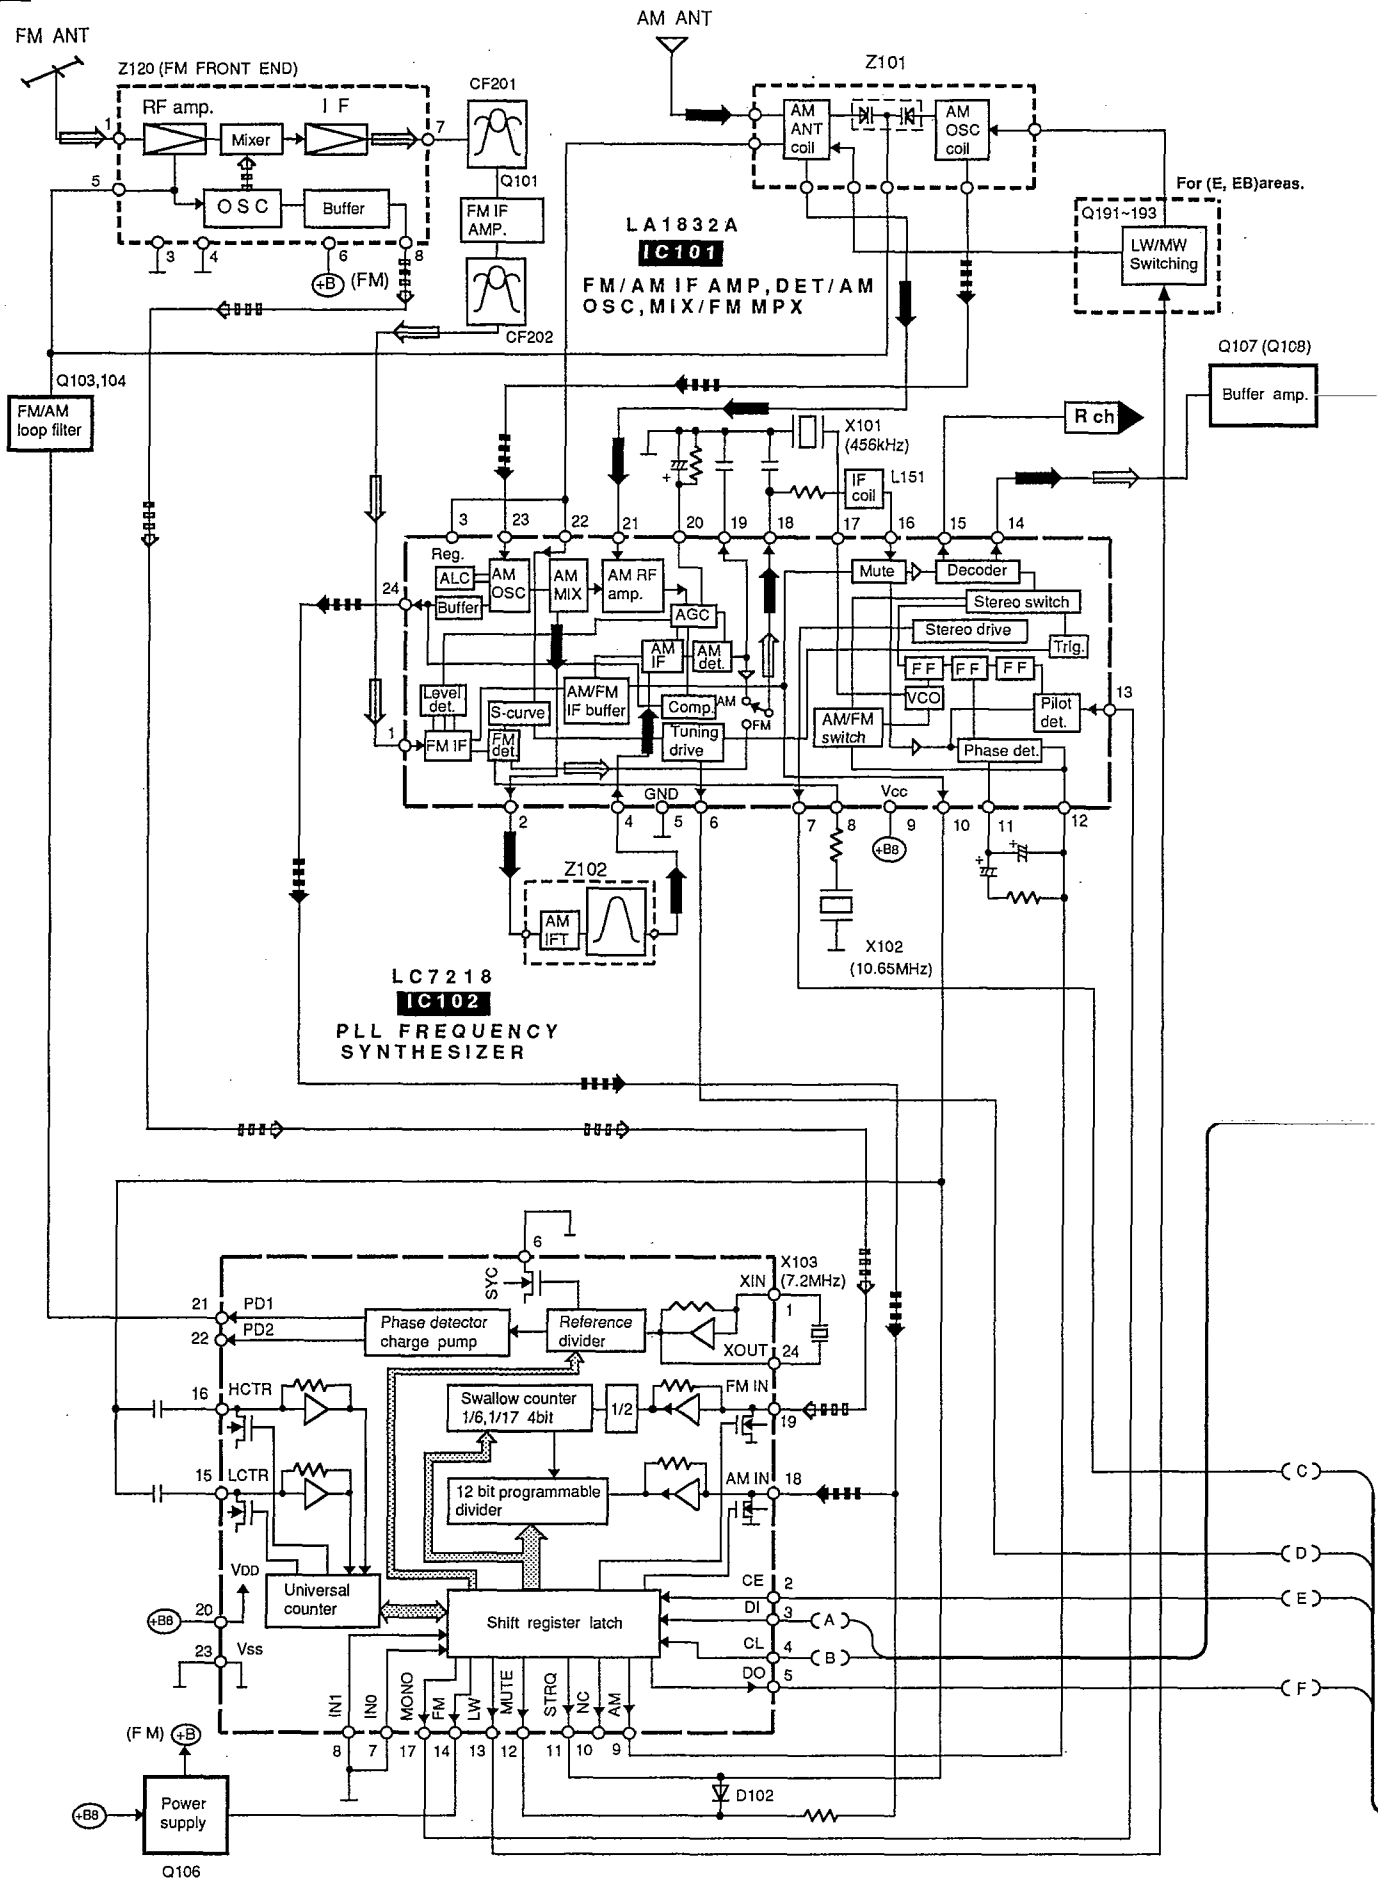 FM ANT
AM ANT
Z120 (FM FRONT END)
CF201
Z101
RF amp.
I F
Mixer
O S C
Buffer
1
7
5
3
4
6
8
+B (FM)
Q101
FM IF
AMP.
CF202
AM
ANT
coil
AM
OSC
coil
For (E, EB)areas.
Q191~193
LW/MW
Switching
LA1832A
IC101
FM/AM IF AMP,DET/AM
OSC,MIX/FM MPX
Q103,104
FM/AM
loop filter
Q107 (Q108)
Buffer amp.
R ch
X101
(456kHz)
IF
coil
L151
+
3
23
22
21
20
19
18
17
16
15
14
Reg.
ALC
Buffer
AM
OSC
AM
MIX
AM RF
amp.
AGC
AM
IF
AM
det.
Mute
Decoder
Stereo switch
Stereo drive
Trig.
F F
F F
F F
VCO
Pilot
det.
24
13
Level
det.
S-curve
AM/FM
IF buffer
Comp.
AM
FM
AM/FM
switch
1
FM IF
FM
det.
Tuning
drive
Phase det.
GND
Vcc
2
4
5
6
7
8
9
10
11
12
+B8
+
+
Z102
AM
IFT
X102
(10.65MHz)
LC7218
IC102
PLL FREQUENCY
SYNTHESIZER
6
SYC
X103
(7.2MHz)
XIN
1
21
PD1
22
PD2
Phase detector
charge pump
Reference
divider
XOUT
24
16
HCTR
Swallow counter
1/6,1/17 4bit
1/2
FM IN
19
15
LCTR
12 bit programmable
divider
AM IN
18
C
D
E
F
VDD
Universal
counter
Shift register latch
+B8
20
23
Vss
CE
2
DI
3
A
CL
4
B
DO
5
IN1
IN0
MONO
FM
LW
MUTE
STRQ
NC
AM
8
7
17
14
13
12
11
10
9
(F M) +B
Power
supply
+B8
Q106
D102